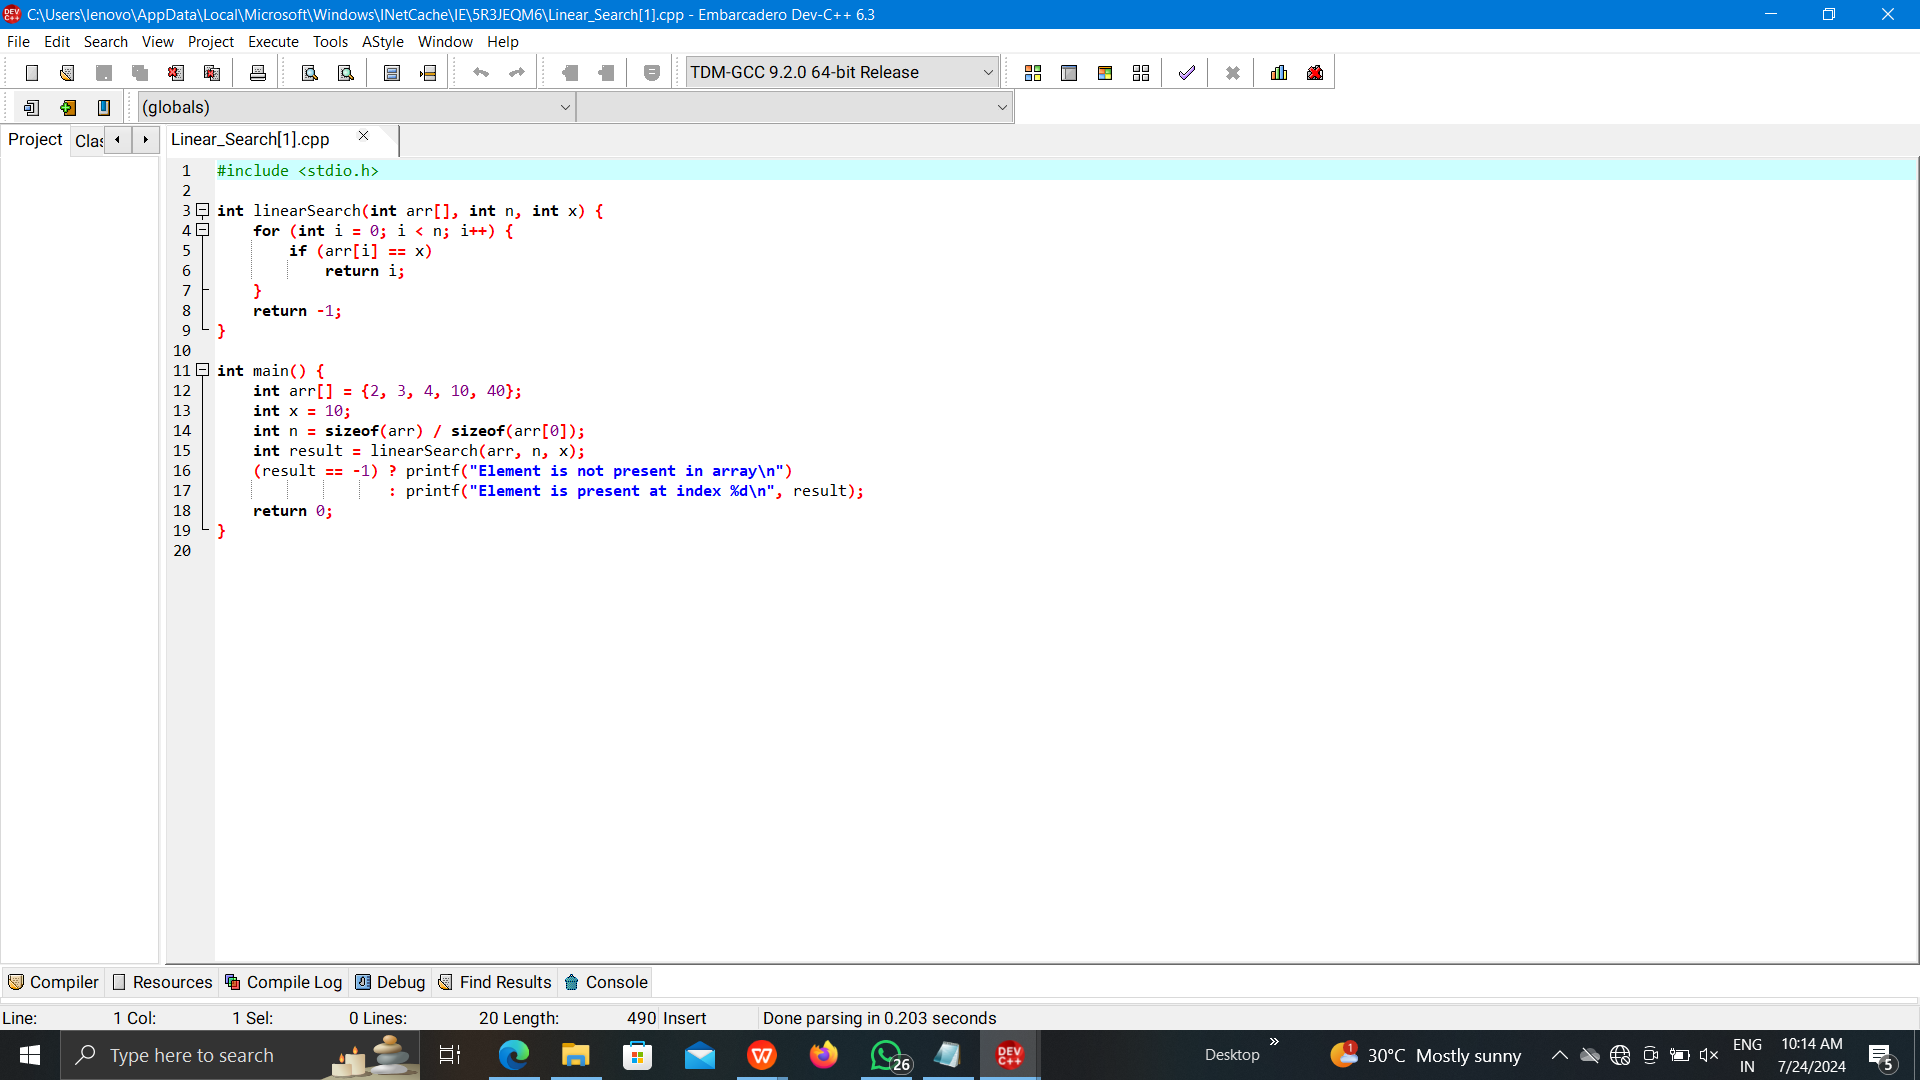 C:\Users\lenovo\AppData\Local\Microsoft\Windows\INetCache\IE\5R3JEQM6\Linear_Search[1].cpp - Embarcadero Dev-C++ 6.3
File Edit Search View Project Execute Tools AStyle Window Help
TDM-GCC 9.2.0 64-bit Release
(globals)
Project Clas Linear_Search[1].cpp
1 #include <stdio.h>
2
3 int linearSearch(int arr[], int n, int x) {
4     for (int i = 0; i < n; i++) {
5         if (arr[i] == x)
6             return i;
7     }
8     return -1;
9 }
10
11 int main() {
12     int arr[] = {2, 3, 4, 10, 40};
13     int x = 10;
14     int n = sizeof(arr) / sizeof(arr[0]);
15     int result = linearSearch(arr, n, x);
16     (result == -1) ? printf("Element is not present in array\n")
17                    : printf("Element is present at index %d\n", result);
18     return 0;
19 }
20
Compiler Resources Compile Log Debug Find Results Console
Line: 1 Col: 1 Sel: 0 Lines: 20 Length: 490 Insert Done parsing in 0.203 seconds
Type here to search 26 DEV C++ Desktop » 1 30°C Mostly sunny ENG 10:14 AM
IN 7/24/2024 5